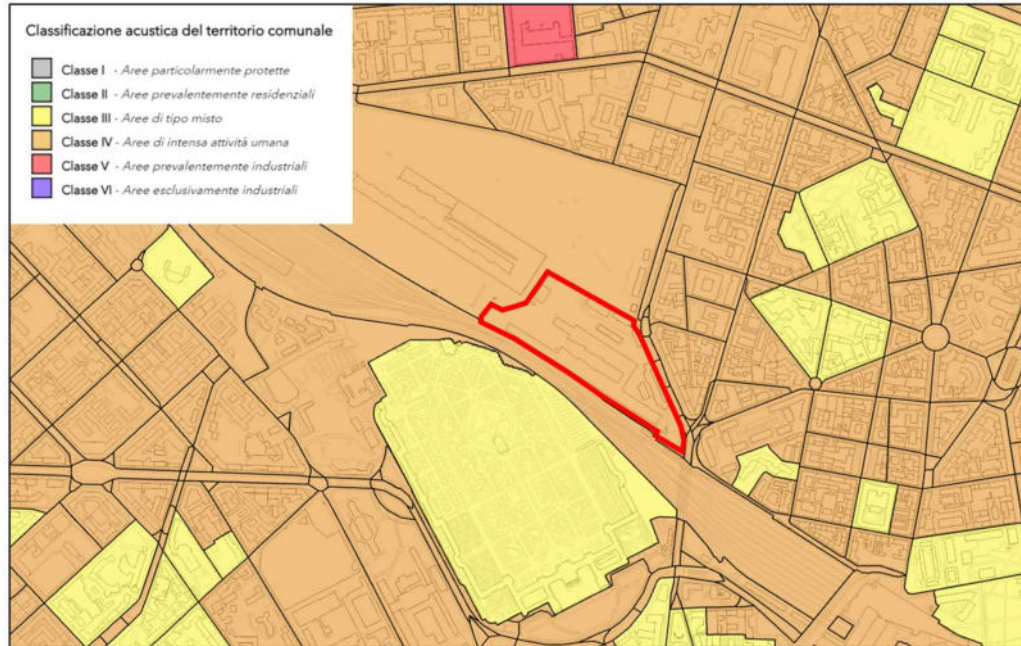 Classificazione acustica del territorio comunale
Classe I - Aree particolarmente protette
Classe II - Aree prevalentemente residenziali
Classe III - Aree di tipo misto
Classe IV - Aree di intensa attività umana
Classe V - Aree prevalentemente industriali
Classe VI - Aree esclusivamente industriali